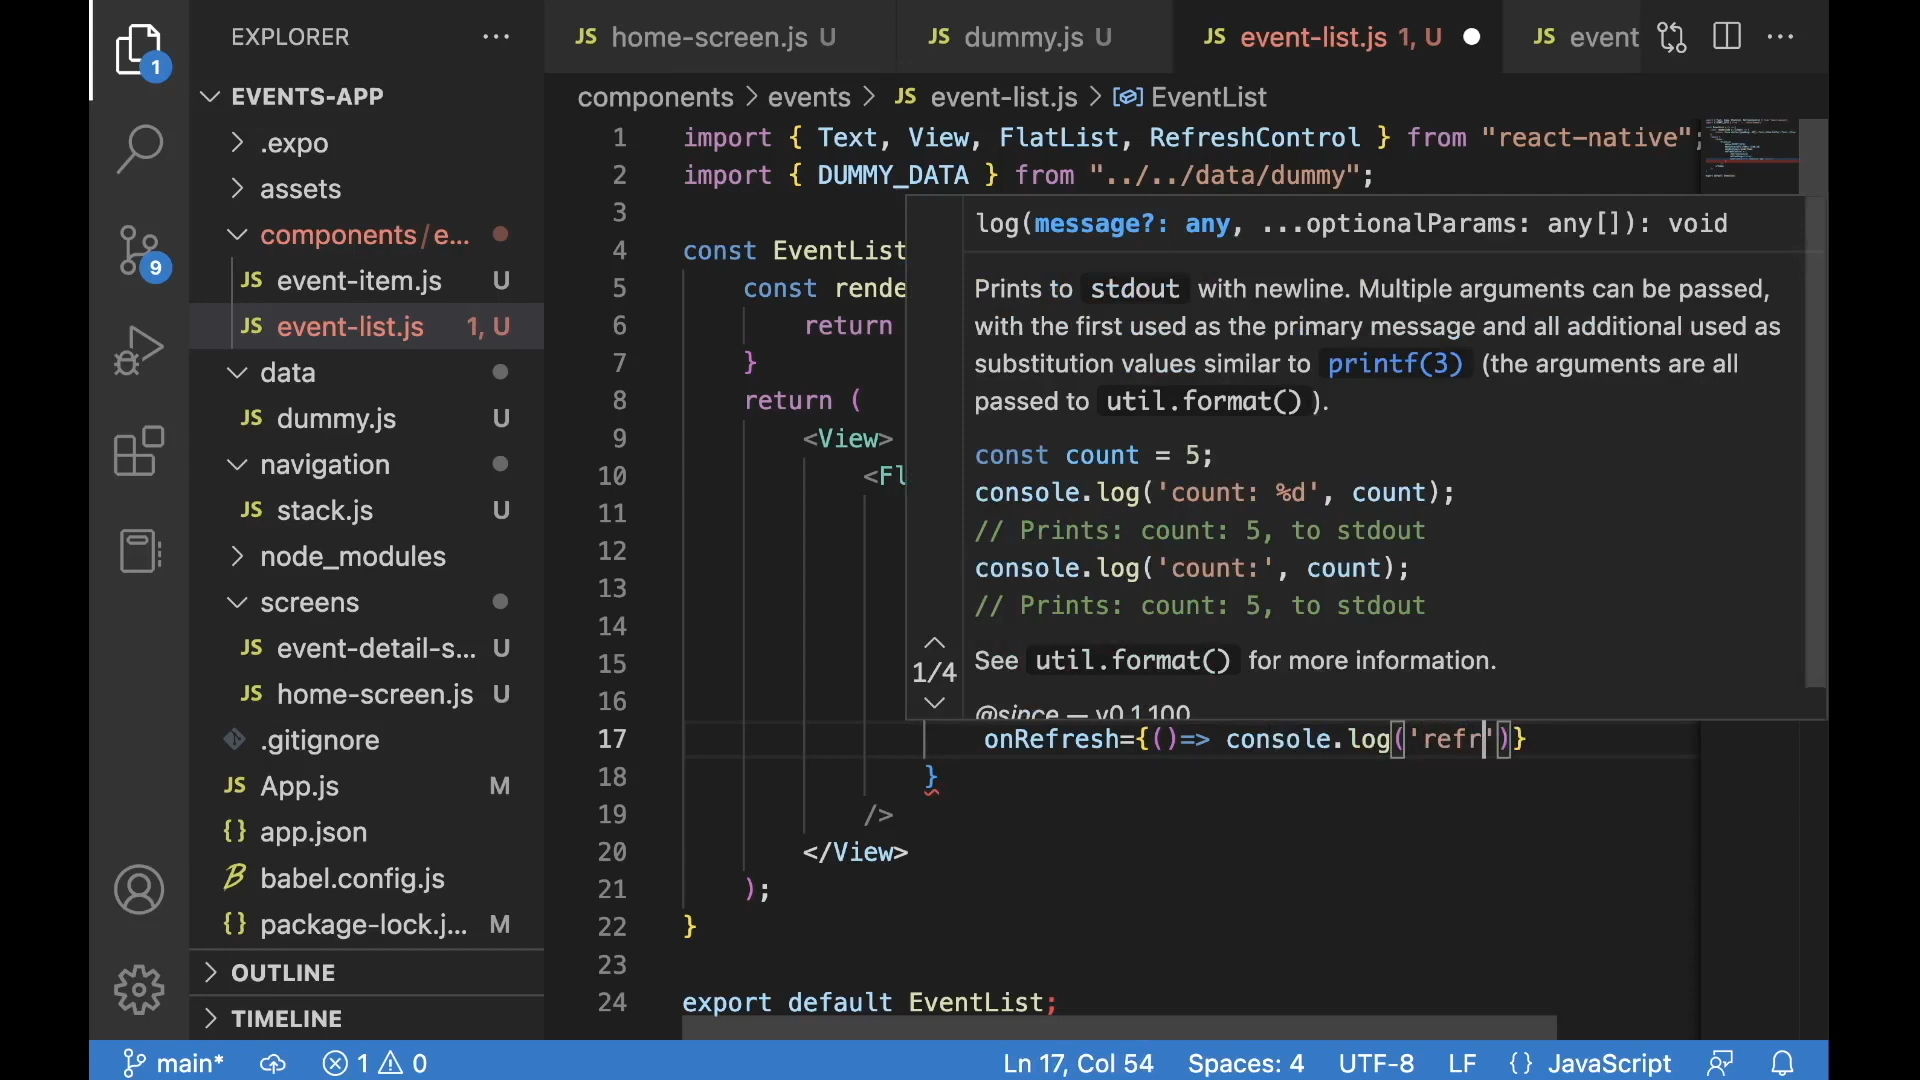 EXPLORER
JS home-screen.js U
JS dummy.js U
JS event-list.js 1, U
JS event
1
EVENTS-APP
components > events > JS event-list.js > EventList
.expo
assets
components/e...
JS event-item.js U
JS event-list.js 1, U
data
JS dummy.js U
navigation
JS stack.js U
node_modules
screens
JS event-detail-s... U
JS home-screen.js U
.gitignore
JS App.js M
{} app.json
babel.config.js
{} package-lock.j... M
OUTLINE
TIMELINE
9
1 import { Text, View, FlatList, RefreshControl } from "react-native";
2 import { DUMMY_DATA } from "../../data/dummy";
3
4 const EventList
5 const rende
6 return
7 }
8 return (
9 <View>
10 <Fl
11
12
13
14
15
16
17 onRefresh={()=> console.log('refr')}
18 }
19 />
20 </View>
21 );
22 }
23
24 export default EventList;
log(message?: any, ...optionalParams: any[]): void
Prints to stdout with newline. Multiple arguments can be passed,
with the first used as the primary message and all additional used as
substitution values similar to printf(3) (the arguments are all
passed to util.format() ).
const count = 5;
console.log('count: %d', count);
// Prints: count: 5, to stdout
console.log('count:', count);
// Prints: count: 5, to stdout
1/4
See util.format() for more information.
@since — v0.1.100
main* 1 0
Ln 17, Col 54 Spaces: 4 UTF-8 LF {} JavaScript